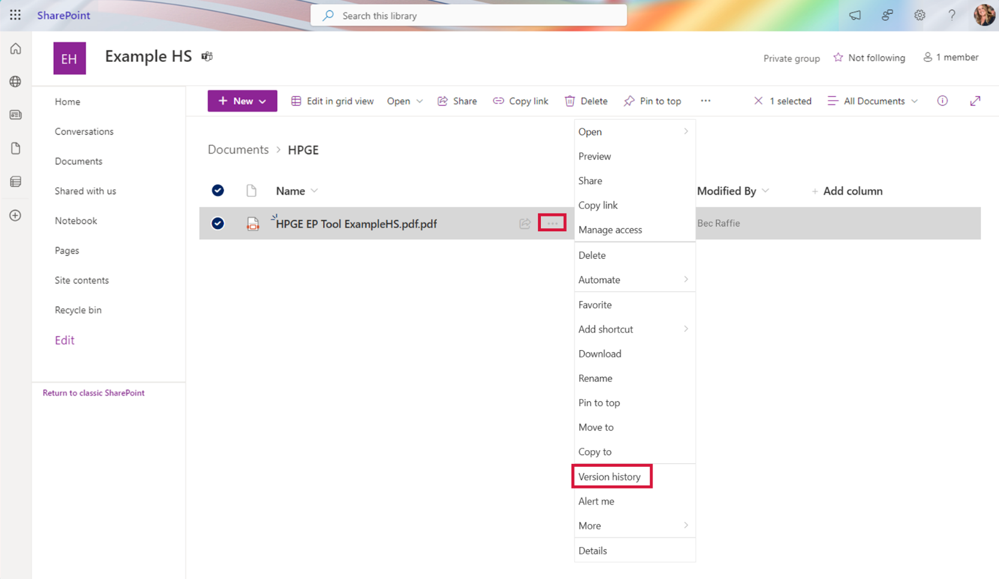 SharePoint
Search this library
EH
Example HS
Private group
Not following
1 member
Home
Conversations
Documents
Shared with us
Notebook
Pages
Site contents
Recycle bin
Edit
Return to classic SharePoint
+ New
Edit in grid view
Open
Share
Copy link
Delete
Pin to top
...
1 selected
All Documents
Documents > HPGE
Name
Modified By
+ Add column
HPGE EP Tool ExampleHS.pdf.pdf
...
Bec Raffie
Open
Preview
Share
Copy link
Manage access
Delete
Automate
Favorite
Add shortcut
Download
Rename
Pin to top
Move to
Copy to
Version history
Alert me
More
Details